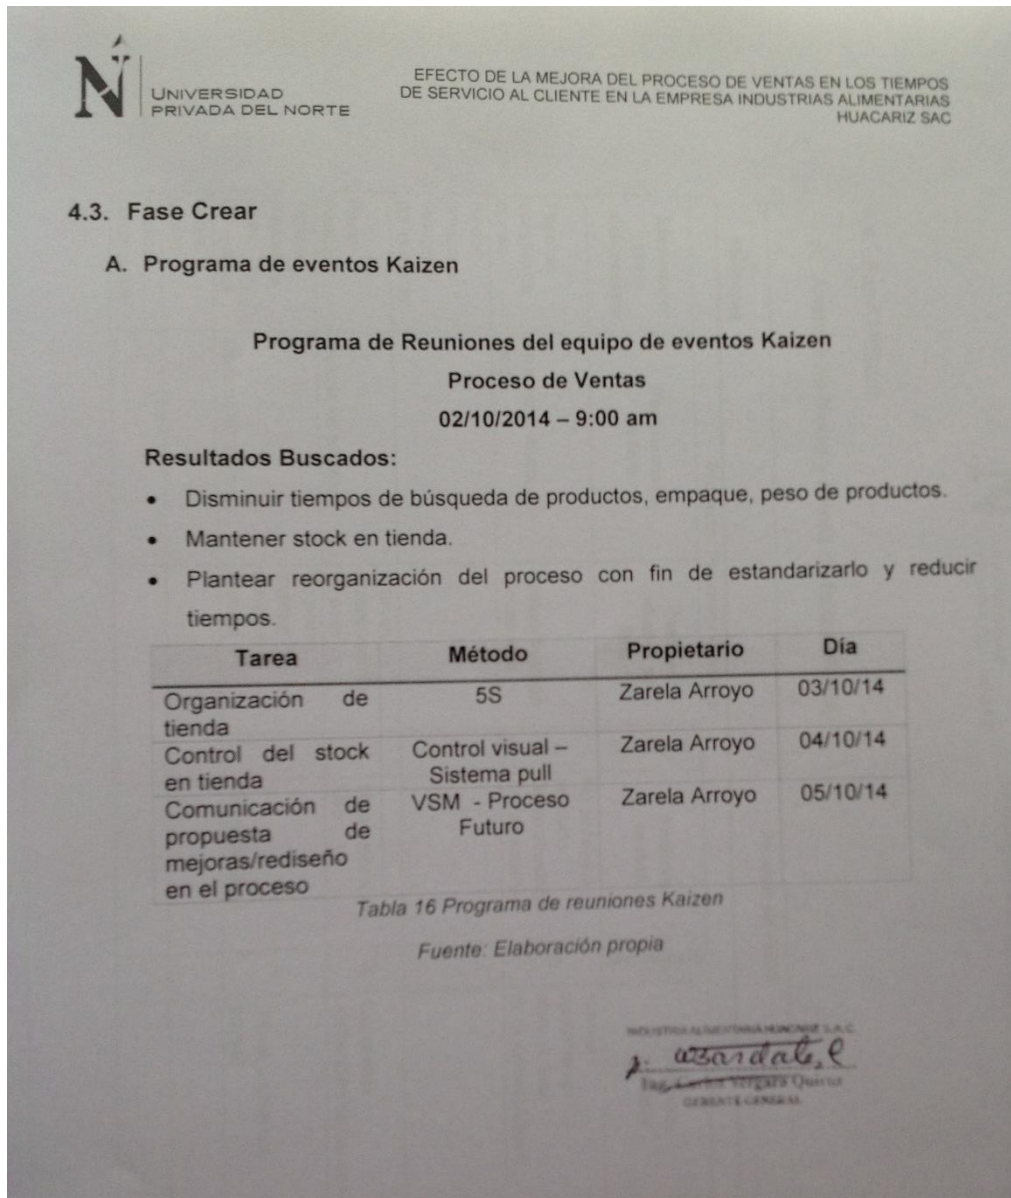 UNIVERSIDAD
PRIVADA DEL NORTE
EFECTO DE LA MEJORA DEL PROCESO DE VENTAS EN LOS TIEMPOS
DE SERVICIO AL CLIENTE EN LA EMPRESA INDUSTRIAS ALIMENTARIAS
HUACARIZ SAC
4.3. Fase Crear
A. Programa de eventos Kaizen
Programa de Reuniones del equipo de eventos Kaizen
Proceso de Ventas
02/10/2014 – 9:00 am
Resultados Buscados:
• Disminuir tiempos de búsqueda de productos, empaque, peso de productos.
• Mantener stock en tienda.
• Plantear reorganización del proceso con fin de estandarizarlo y reducir
tiempos.
Tarea Método Propietario Día
Organización de 5S Zarela Arroyo 03/10/14
tienda
Control del stock Control visual – Zarela Arroyo 04/10/14
en tienda Sistema pull
Comunicación de VSM - Proceso Zarela Arroyo 05/10/14
propuesta de Futuro
mejoras/rediseño
en el proceso
Tabla 16 Programa de reuniones Kaizen
Fuente: Elaboración propia
HUACARIZ S.A.C.
Ing. Vergara
GERENTE GENERAL